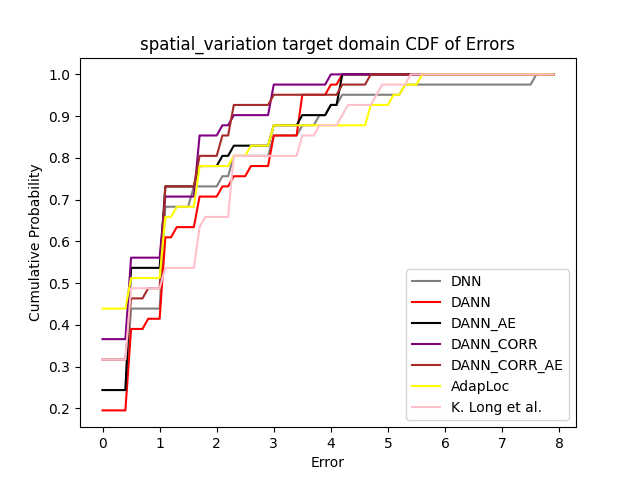 spatial_variation target domain CDF of Errors
Cumulative Probability
1.0
0.9
0.8
0.7
0.6
0.5
0.4
0.3
0.2
DNN
DANN
DANN_AE
DANN_CORR
DANN_CORR_AE
AdapLoc
K. Long et al.
0 1 2 3 4 5 6 7 8
Error